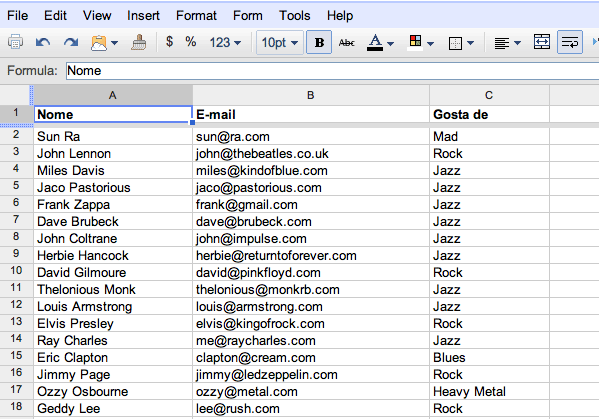 File Edit View Insert Format Form Tools Help
$ % 123 10pt B Abc A
Formula: Nome
A B C
1 Nome E-mail Gosta de
2 Sun Ra sun@ra.com Mad
3 John Lennon john@thebeatles.co.uk Rock
4 Miles Davis miles@kindofblue.com Jazz
5 Jaco Pastorious jaco@pastorious.com Jazz
6 Frank Zappa frank@gmail.com Jazz
7 Dave Brubeck dave@brubeck.com Jazz
8 John Coltrane john@impulse.com Jazz
9 Herbie Hancock herbie@returntoforever.com Jazz
10 David Gilmoure david@pinkfloyd.com Rock
11 Thelonious Monk thelonious@monkrb.com Jazz
12 Louis Armstrong louis@armstrong.com Jazz
13 Elvis Presley elvis@kingofrock.com Rock
14 Ray Charles me@raycharles.com Jazz
15 Eric Clapton clapton@cream.com Blues
16 Jimmy Page jimmy@ledzeppelin.com Rock
17 Ozzy Osbourne ozzy@metal.com Heavy Metal
18 Geddy Lee lee@rush.com Rock